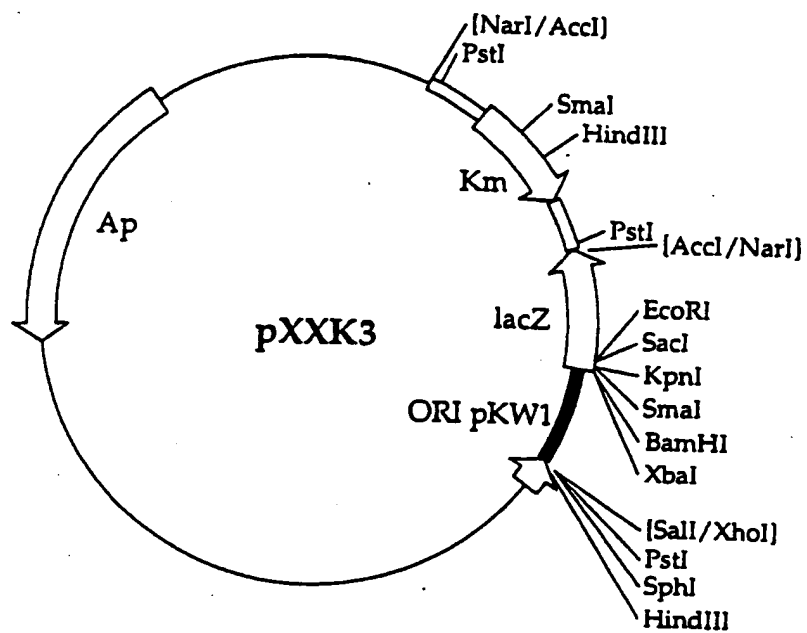 [NarI/AccI]
PstI
SmaI
HindIII
Km
PstI
[AccI/NarI]
Ap
lacZ
pXXK3
EcoRI
SacI
KpnI
SmaI
BamHI
XbaI
ORI pKW1
[SalI/XhoI]
PstI
SphI
HindIII